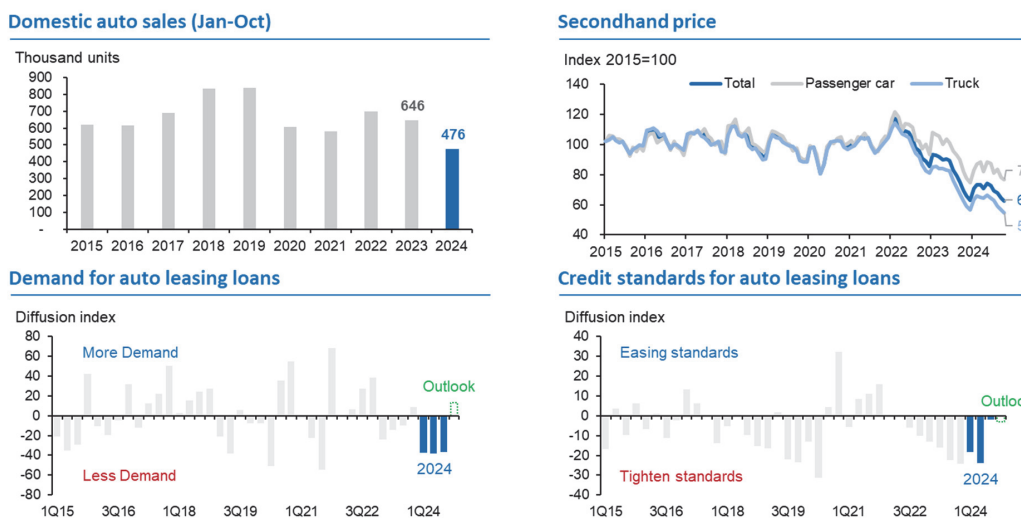 Domestic auto sales (Jan-Oct)
Thousand units
900
800
700
600
500
400
300
200
100
-
646
476
2015 2016 2017 2018 2019 2020 2021 2022 2023 2024
Secondhand price
Index 2015=100
Total Passenger car Truck
140
120
100
80
60
40
2015 2016 2017 2018 2019 2020 2021 2022 2023 2024
Demand for auto leasing loans
Diffusion index
80
60
40
20
0
-20
-40
-60
-80
More Demand
Outlook
Less Demand
2024
1Q15 3Q16 1Q18 3Q19 1Q21 3Q22 1Q24
Credit standards for auto leasing loans
Diffusion index
40
30
20
10
0
-10
-20
-30
-40
Easing standards
Tighten standards
2024
1Q15 3Q16 1Q18 3Q19 1Q21 3Q22 1Q24